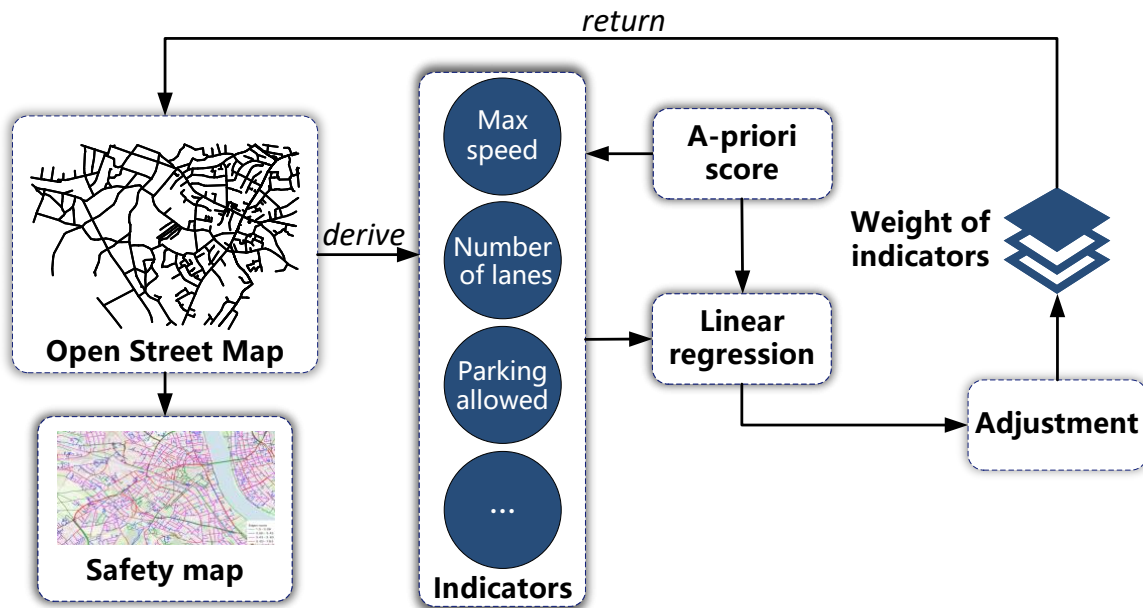 return
Open Street Map
derive
Safety map
Max
speed
Number
of lanes
Parking
allowed
...
Indicators
A-priori
score
Linear
regression
Adjustment
Weight of
indicators